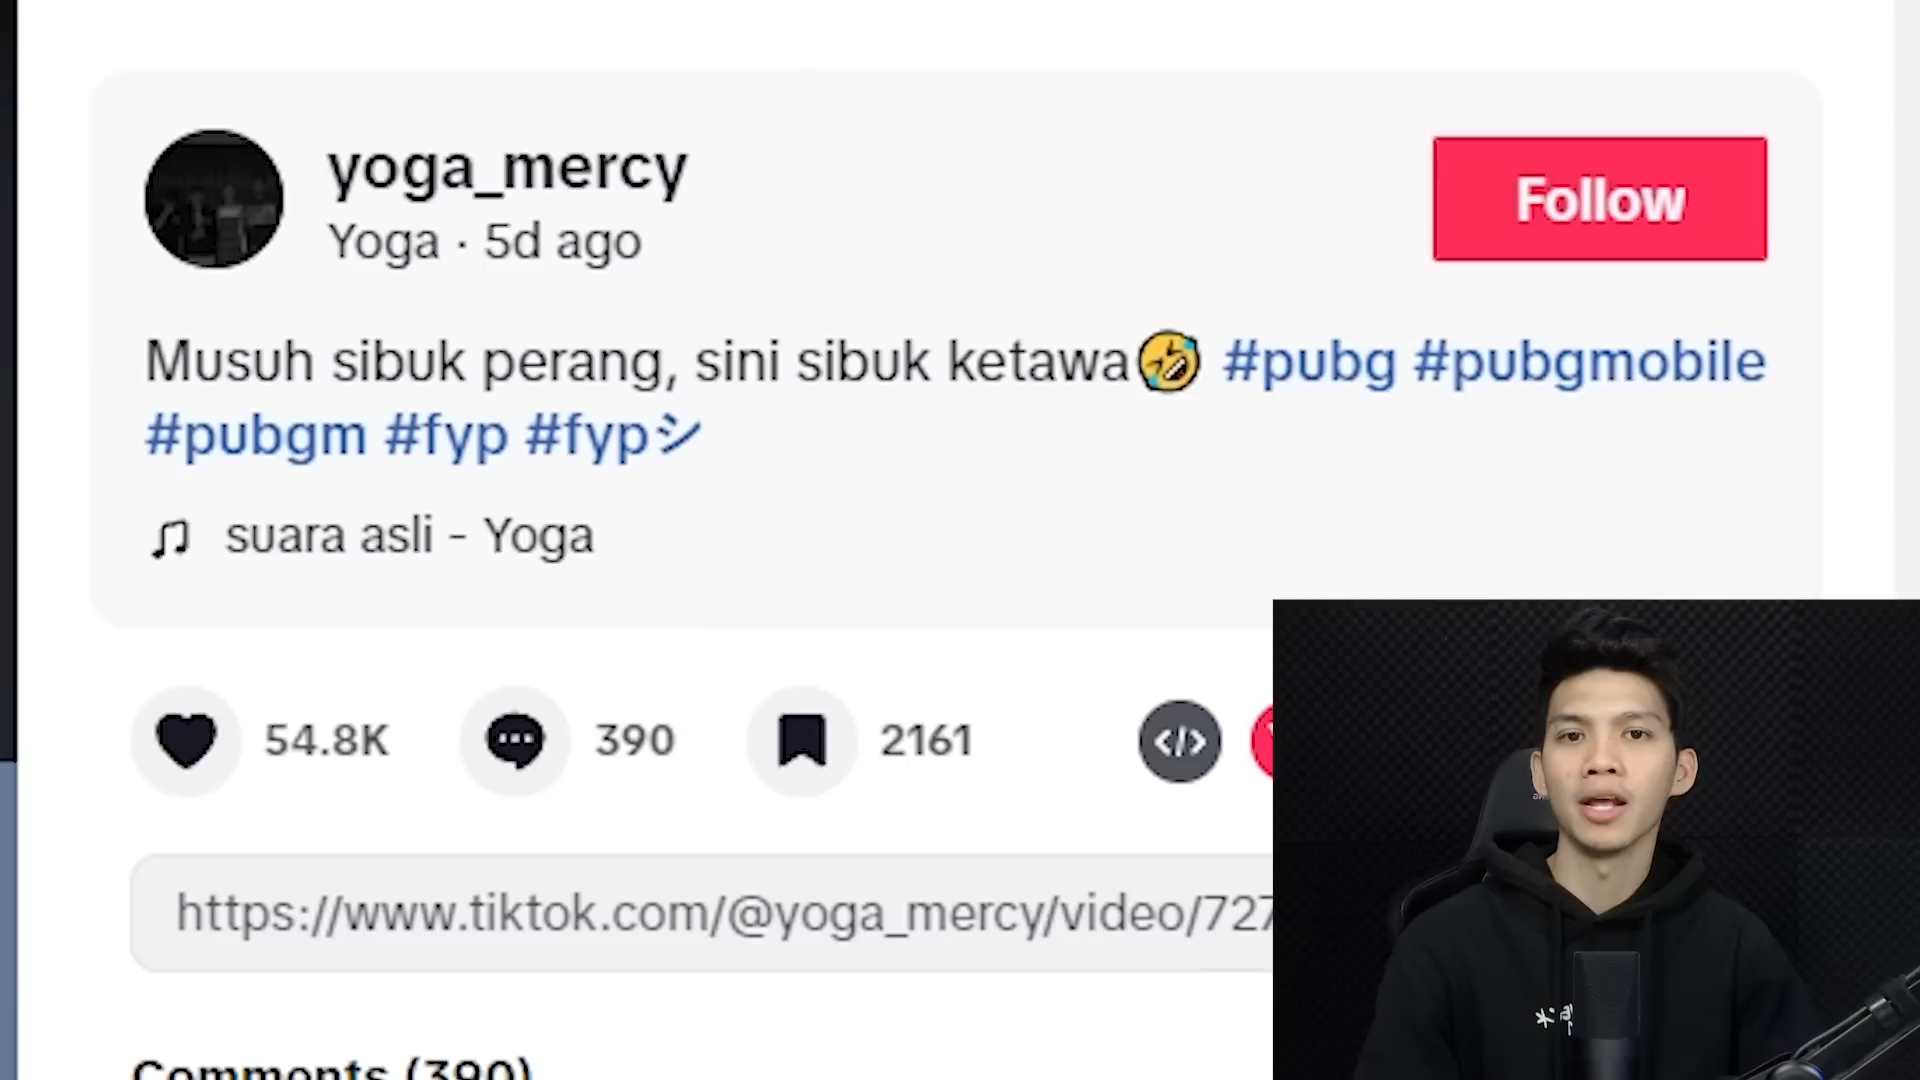 yoga_mercy
Yoga · 5d ago
Follow
Musuh sibuk perang, sini sibuk ketawa🤣 #pubg #pubgmobile
#pubgm #fyp #fypシ
suara asli - Yoga
54.8K
390
2161
https://www.tiktok.com/@yoga_mercy/video/727
Comments (390)